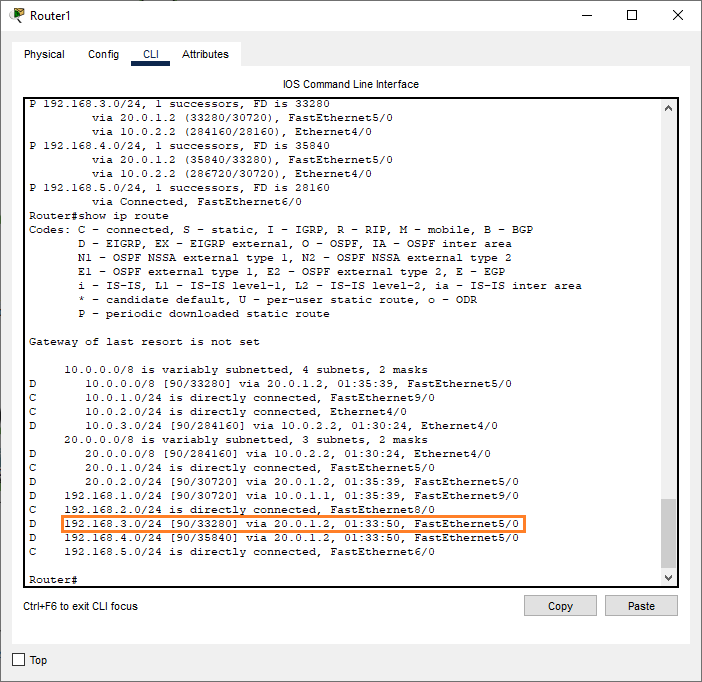 Router1
Physical Config CLI Attributes
IOS Command Line Interface
P 192.168.3.0/24, 1 successors, FD is 33280
via 20.0.1.2 (33280/30720), FastEthernet5/0
via 10.0.2.2 (284160/28160), Ethernet4/0
P 192.168.4.0/24, 1 successors, FD is 35840
via 20.0.1.2 (35840/33280), FastEthernet5/0
via 10.0.2.2 (286720/30720), Ethernet4/0
P 192.168.5.0/24, 1 successors, FD is 28160
via Connected, FastEthernet6/0
Router#show ip route
Codes: C - connected, S - static, I - IGRP, R - RIP, M - mobile, B - BGP
D - EIGRP, EX - EIGRP external, O - OSPF, IA - OSPF inter area
N1 - OSPF NSSA external type 1, N2 - OSPF NSSA external type 2
E1 - OSPF external type 1, E2 - OSPF external type 2, E - EGP
i - IS-IS, L1 - IS-IS level-1, L2 - IS-IS level-2, ia - IS-IS inter area
* - candidate default, U - per-user static route, o - ODR
P - periodic downloaded static route
Gateway of last resort is not set
10.0.0.0/8 is variably subnetted, 4 subnets, 2 masks
D 10.0.0.0/8 [90/33280] via 20.0.1.2, 01:35:39, FastEthernet5/0
C 10.0.1.0/24 is directly connected, FastEthernet9/0
C 10.0.2.0/24 is directly connected, Ethernet4/0
D 10.0.3.0/24 [90/284160] via 10.0.2.2, 01:30:24, Ethernet4/0
20.0.0.0/8 is variably subnetted, 3 subnets, 2 masks
D 20.0.0.0/8 [90/284160] via 10.0.2.2, 01:30:24, Ethernet4/0
C 20.0.1.0/24 is directly connected, FastEthernet5/0
D 20.0.2.0/24 [90/30720] via 20.0.1.2, 01:35:39, FastEthernet5/0
D 192.168.1.0/24 [90/30720] via 10.0.1.1, 01:35:39, FastEthernet9/0
C 192.168.2.0/24 is directly connected, FastEthernet8/0
D 192.168.3.0/24 [90/33280] via 20.0.1.2, 01:33:50, FastEthernet5/0
D 192.168.4.0/24 [90/35840] via 20.0.1.2, 01:33:50, FastEthernet5/0
C 192.168.5.0/24 is directly connected, FastEthernet6/0
Router#
Ctrl+F6 to exit CLI focus Copy Paste
Top